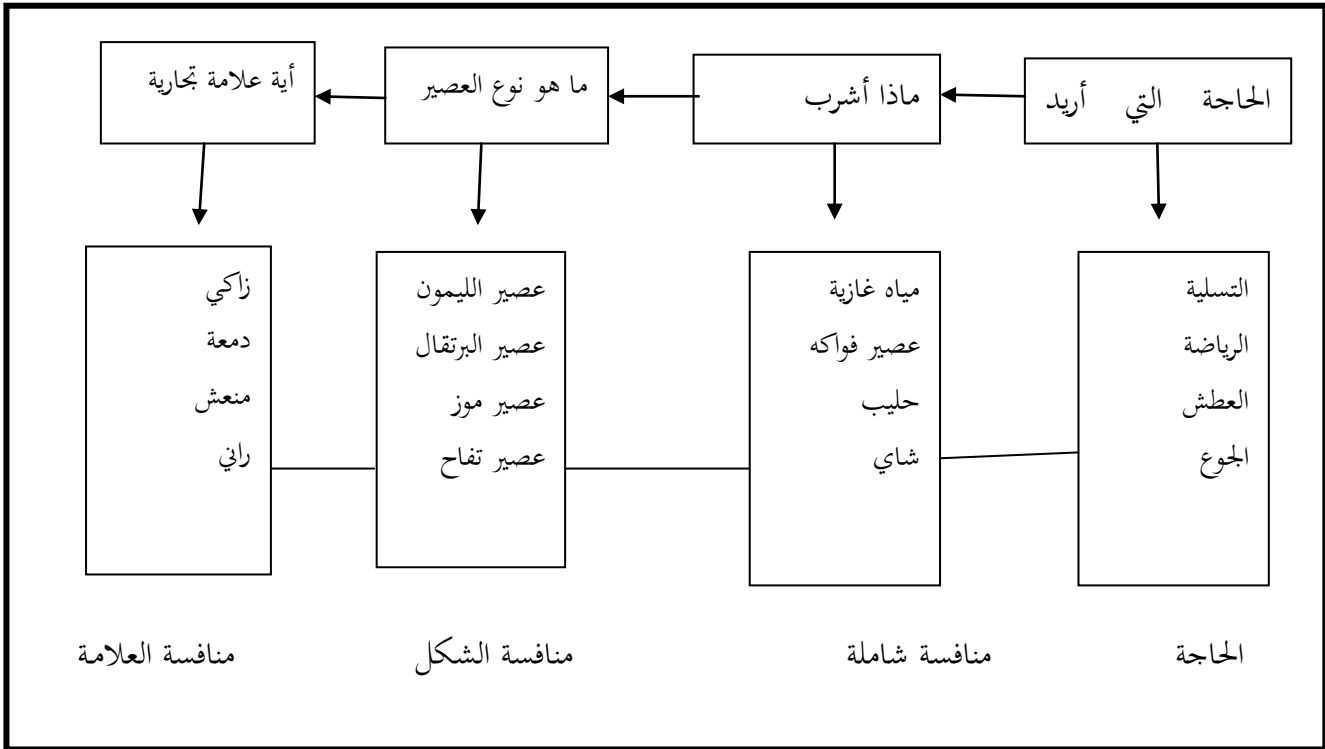 الحاجة التي أريد
ماذا أشرب
ما هو نوع العصير
أية علامة تجارية
التسلية
الرياضة
العطش
الجوع
مياه غازية
عصير فواكه
حليب
شاي
عصير الليمون
عصير البرتقال
عصير موز
عصير تفاح
زاكي
دمعة
منعش
راني
الحاجة
منافسة شاملة
منافسة الشكل
منافسة العلامة